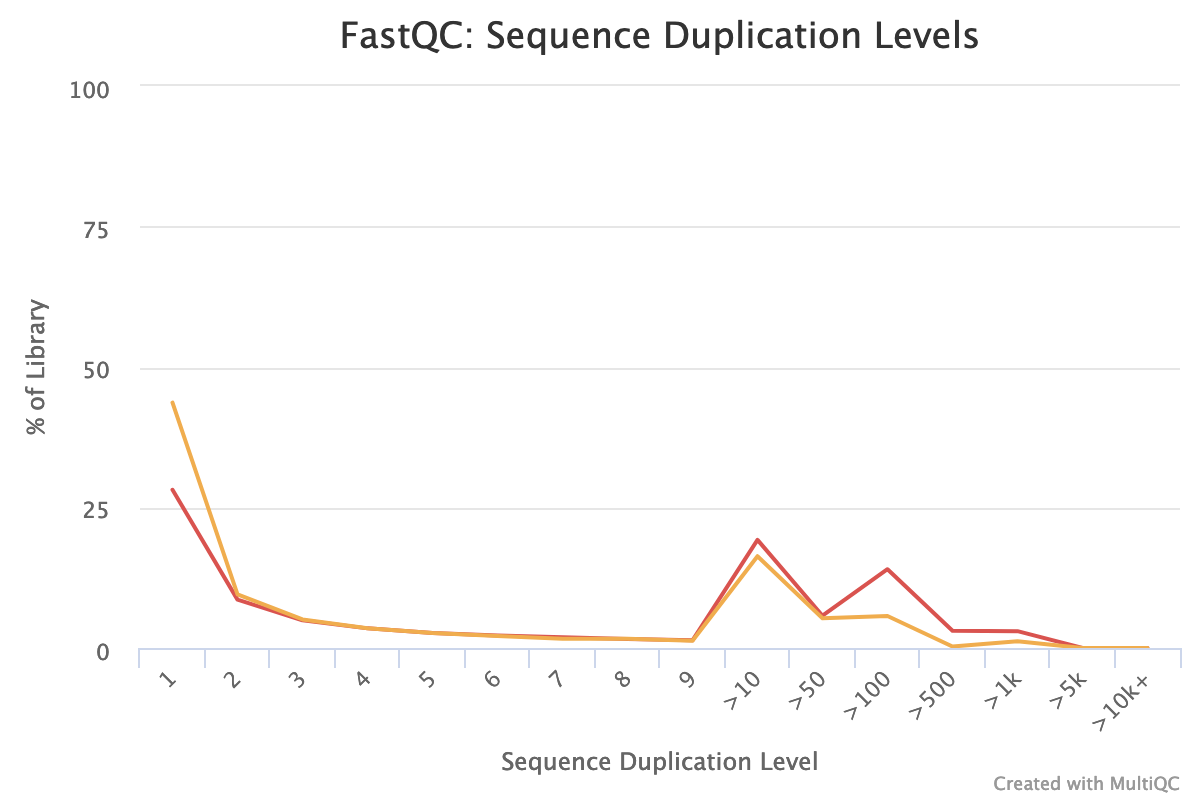 FastQC: Sequence Duplication Levels
100
75
50
25
0
% of Library
1
2
3
4
5
6
7
8
9
>10
>50
>100
>500
>1k
>5k
>10k+
Sequence Duplication Level
Created with MultiQC